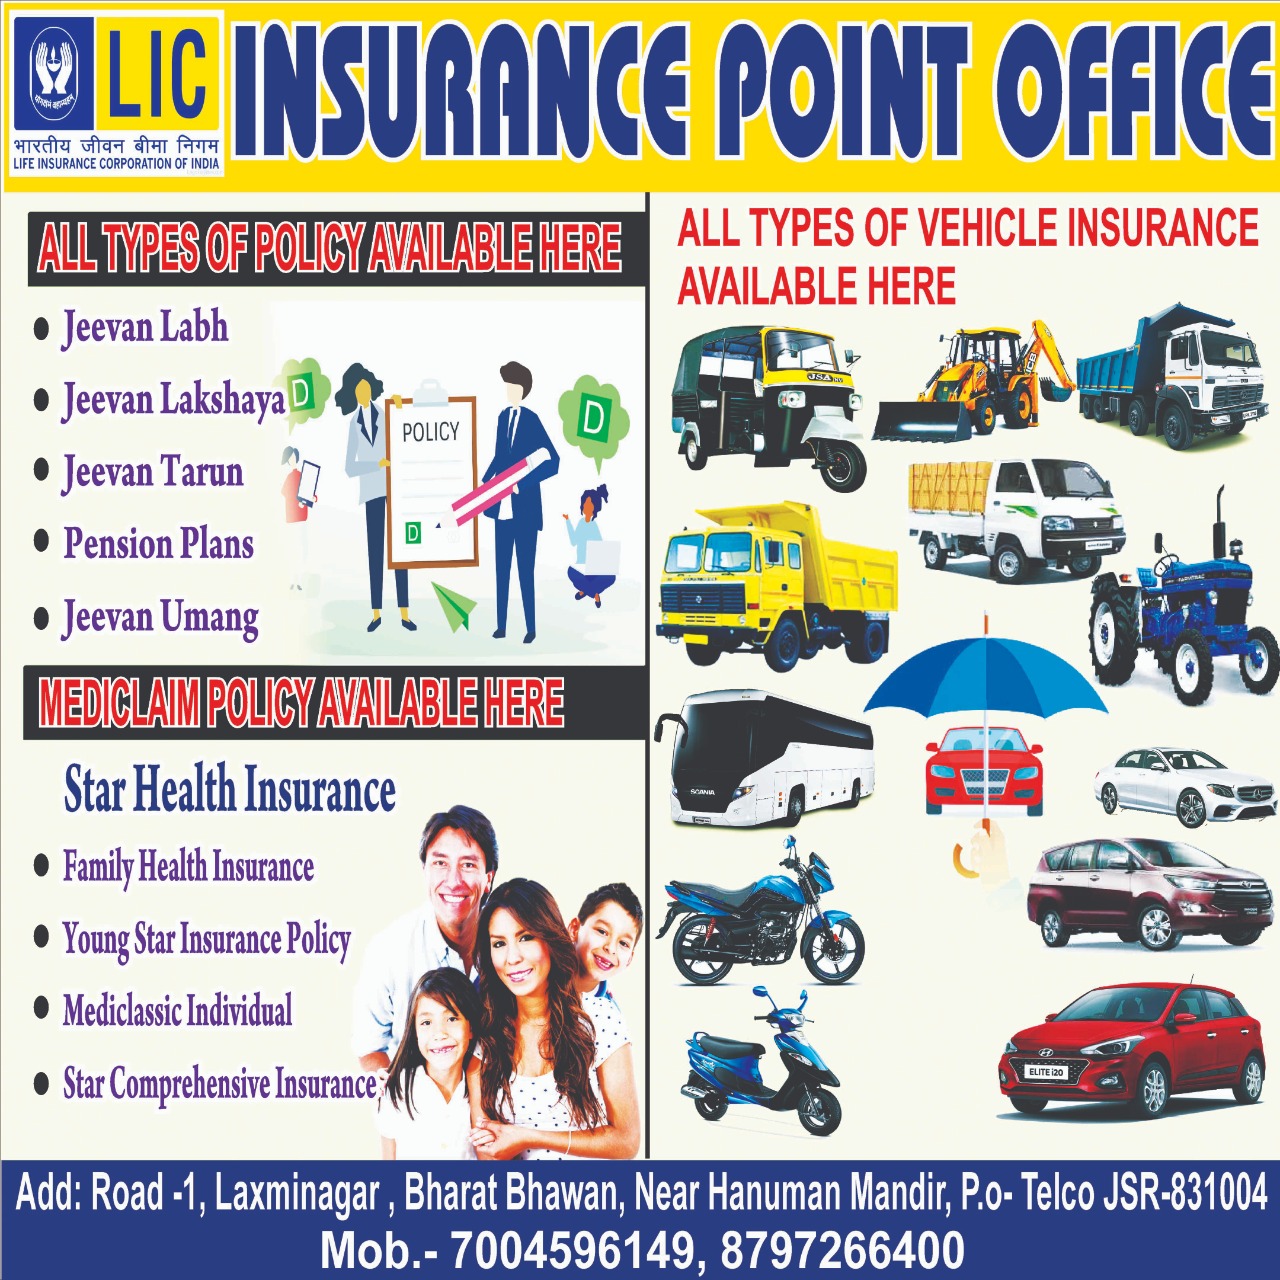 LIC
भारतीय जीवन बीमा निगम
LIFE INSURANCE CORPORATION OF INDIA
INSURANCE POINT OFFICE
ALL TYPES OF POLICY AVAILABLE HERE
Jeevan Labh
Jeevan Lakshaya
Jeevan Tarun
Pension Plans
Jeevan Umang
D
POLICY
D
D
MEDICLAIM POLICY AVAILABLE HERE
Star Health Insurance
Family Health Insurance
Young Star Insurance Policy
Mediclassic Individual
Star Comprehensive Insurance
ALL TYPES OF VEHICLE INSURANCE
AVAILABLE HERE
JSA
JCB
SCANIA
ELITE i20
Add: Road -1, Laxminagar , Bharat Bhawan, Near Hanuman Mandir, P.o- Telco JSR-831004
Mob.- 7004596149, 8797266400